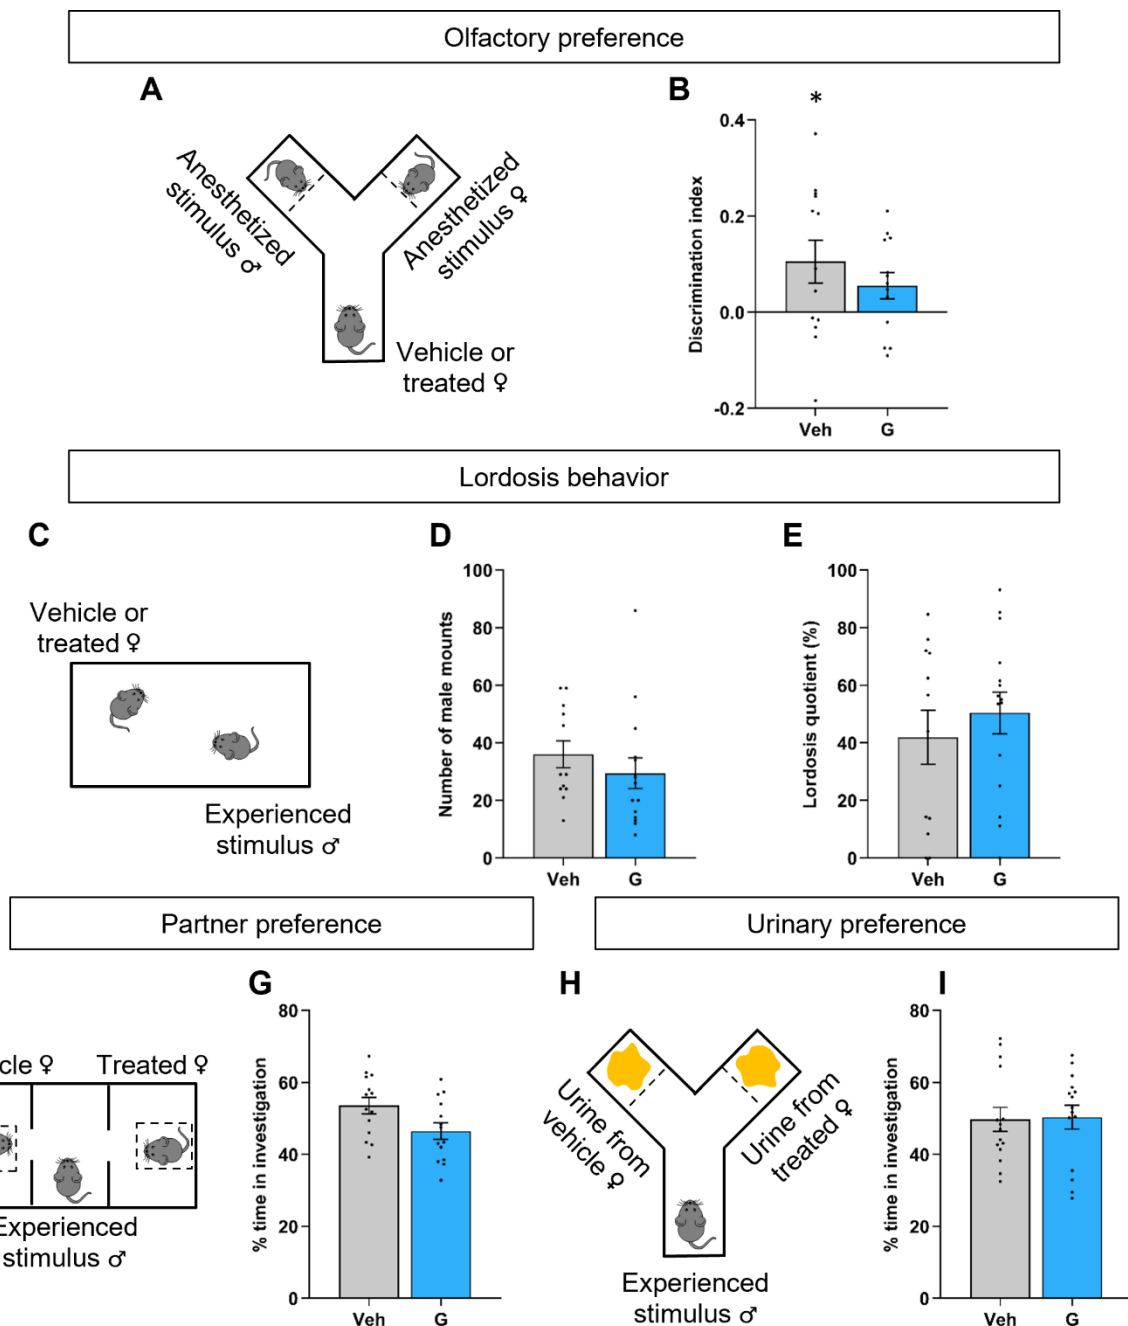 Olfactory preference
A
Anesthetized
stimulus ♂
Anesthetized
stimulus ♀
Vehicle or
treated ♀
B
*
Discrimination index
0.4
0.2
0.0
-0.2
Veh
G
Lordosis behavior
C
Vehicle or
treated ♀
Experienced
stimulus ♂
D
Number of male mounts
100
80
60
40
20
0
Veh
G
E
Lordosis quotient (%)
100
80
60
40
20
0
Veh
G
Partner preference
cle ♀
Treated ♀
Experienced
stimulus ♂
G
% time in investigation
80
60
40
20
0
Veh
G
Urinary preference
H
Urine from
vehicle ♀
Urine from
treated ♀
Experienced
stimulus ♂
I
% time in investigation
80
60
40
20
0
Veh
G